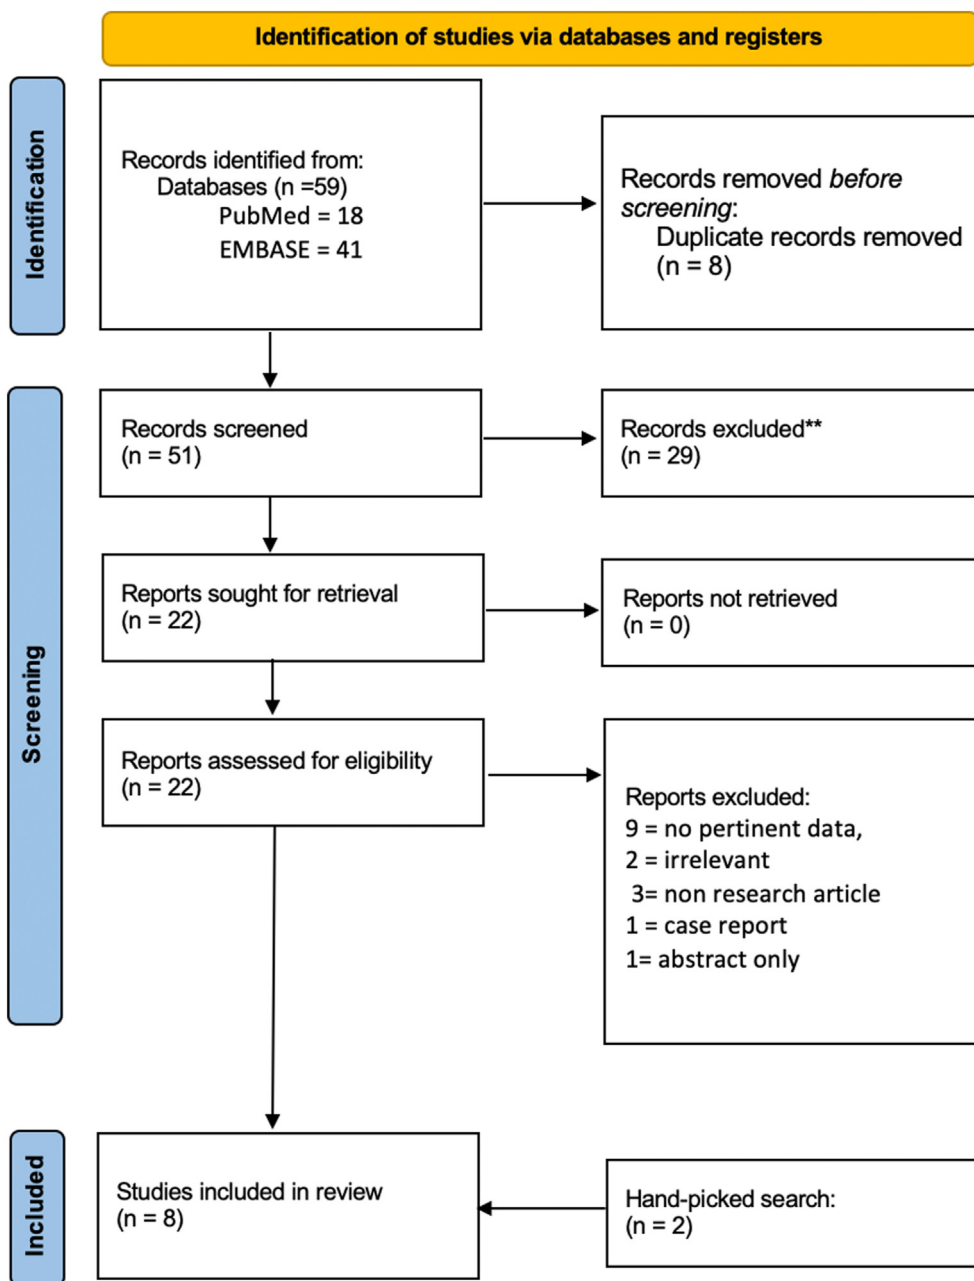 Identification of studies via databases and registers
Identification
Records identified from:
Databases (n =59)
PubMed = 18
EMBASE = 41
Records removed before
screening:
Duplicate records removed
(n = 8)
Screening
Records screened
(n = 51)
Records excluded**
(n = 29)
Reports sought for retrieval
(n = 22)
Reports not retrieved
(n = 0)
Reports assessed for eligibility
(n = 22)
Reports excluded:
9 = no pertinent data,
2 = irrelevant
3= non research article
1 = case report
1= abstract only
Included
Studies included in review
(n = 8)
Hand-picked search:
(n = 2)